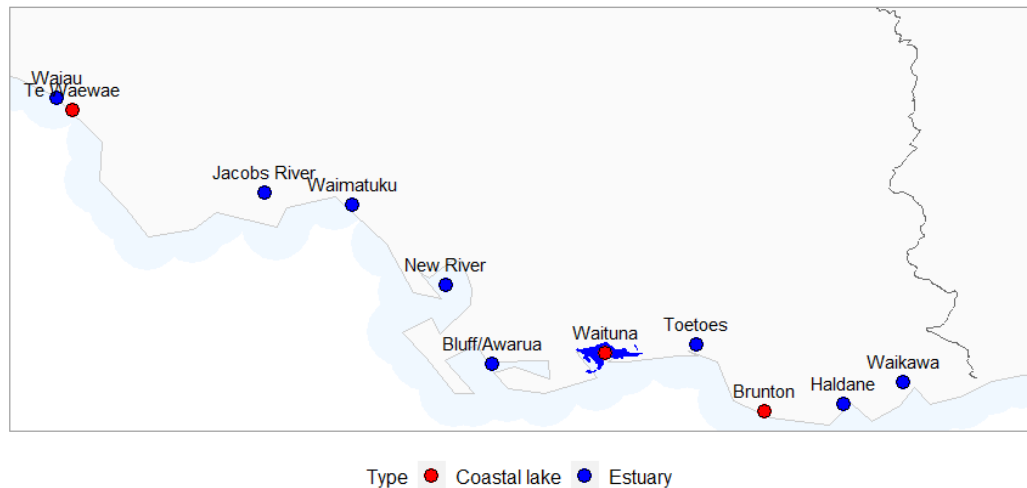 Waiau
Te Waewae
Jacobs River
Waimatuku
New River
Bluff/Awarua
Waituna
Toetoes
Brunton
Haldane
Waikawa
Type Coastal lake Estuary